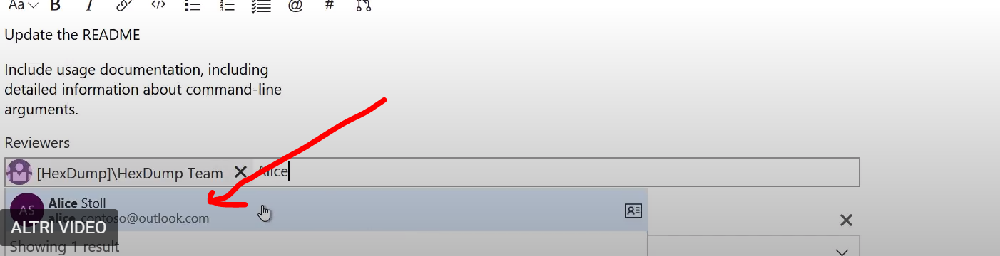 Aa B I </> @ #
Update the README
Include usage documentation, including
detailed information about command-line
arguments.
Reviewers
[HexDump]\HexDump Team Alice
AS Alice Stoll
alice_contoso@outlook.com
ALTRI VIDEO
Showing 1 result